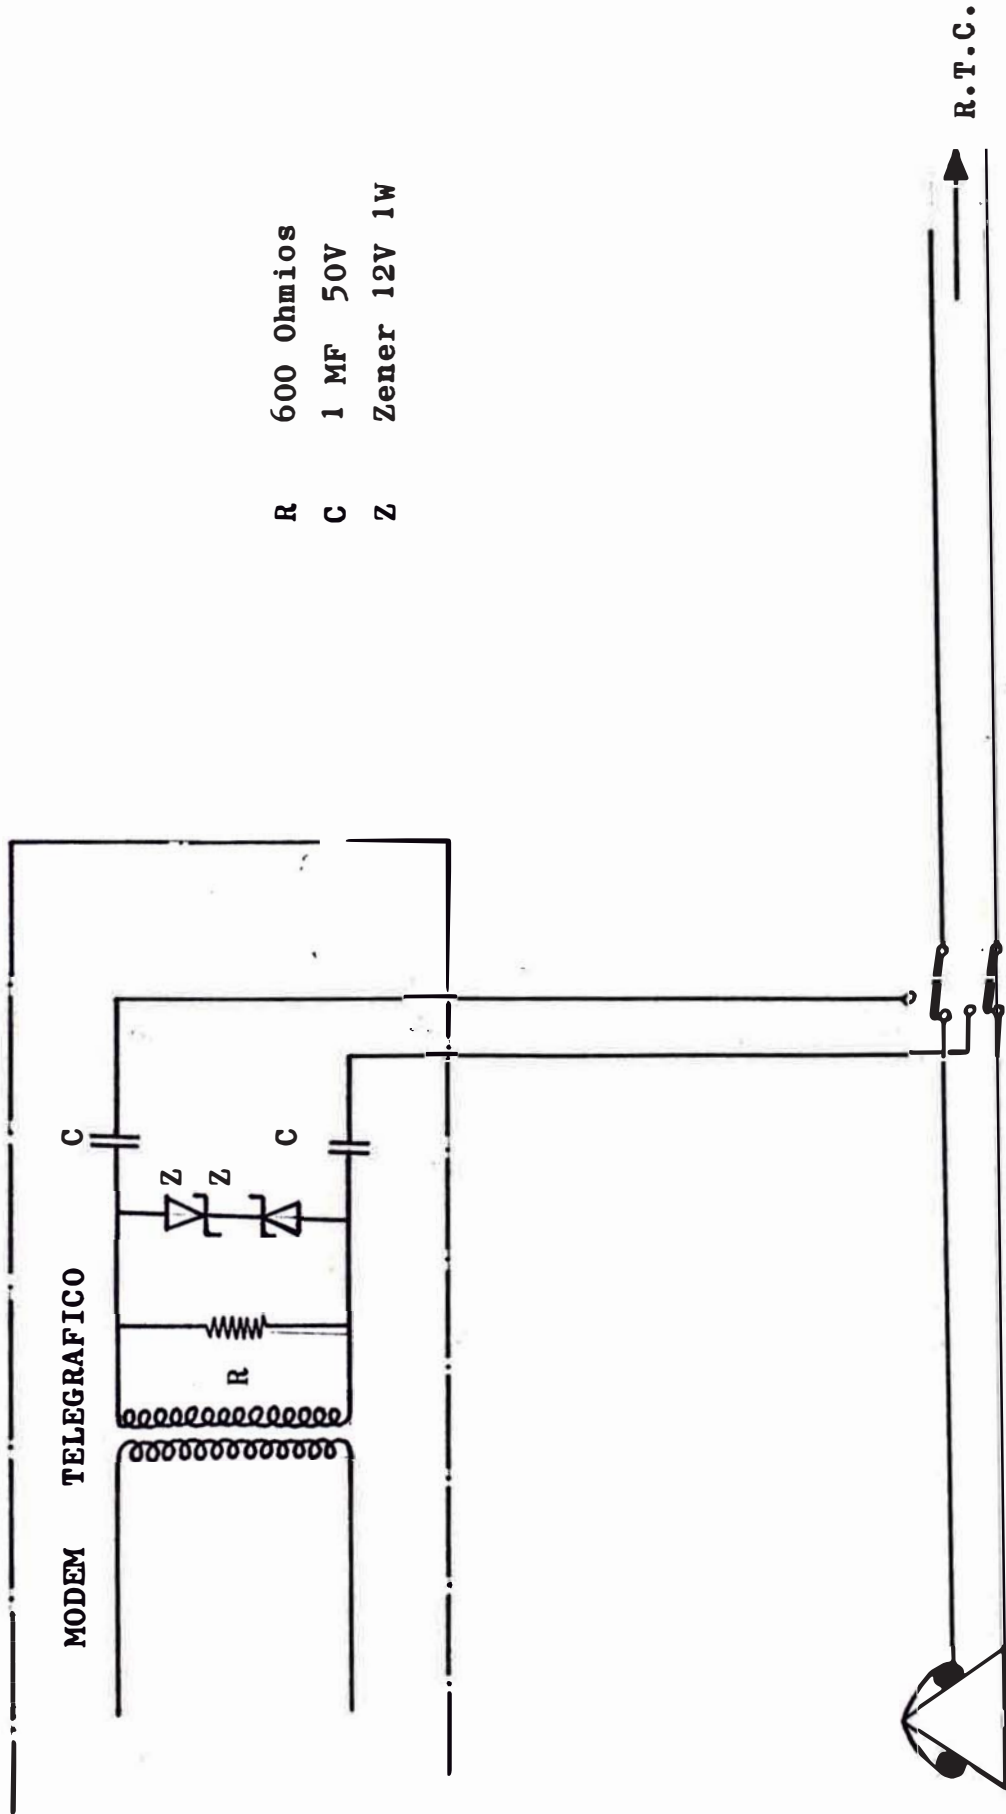 MODEM TELEGRAFICO
C
Z
Z
C
R
R 600 Ohmios
C 1 MF 50V
Z Zener 12V 1W
R.T.C.